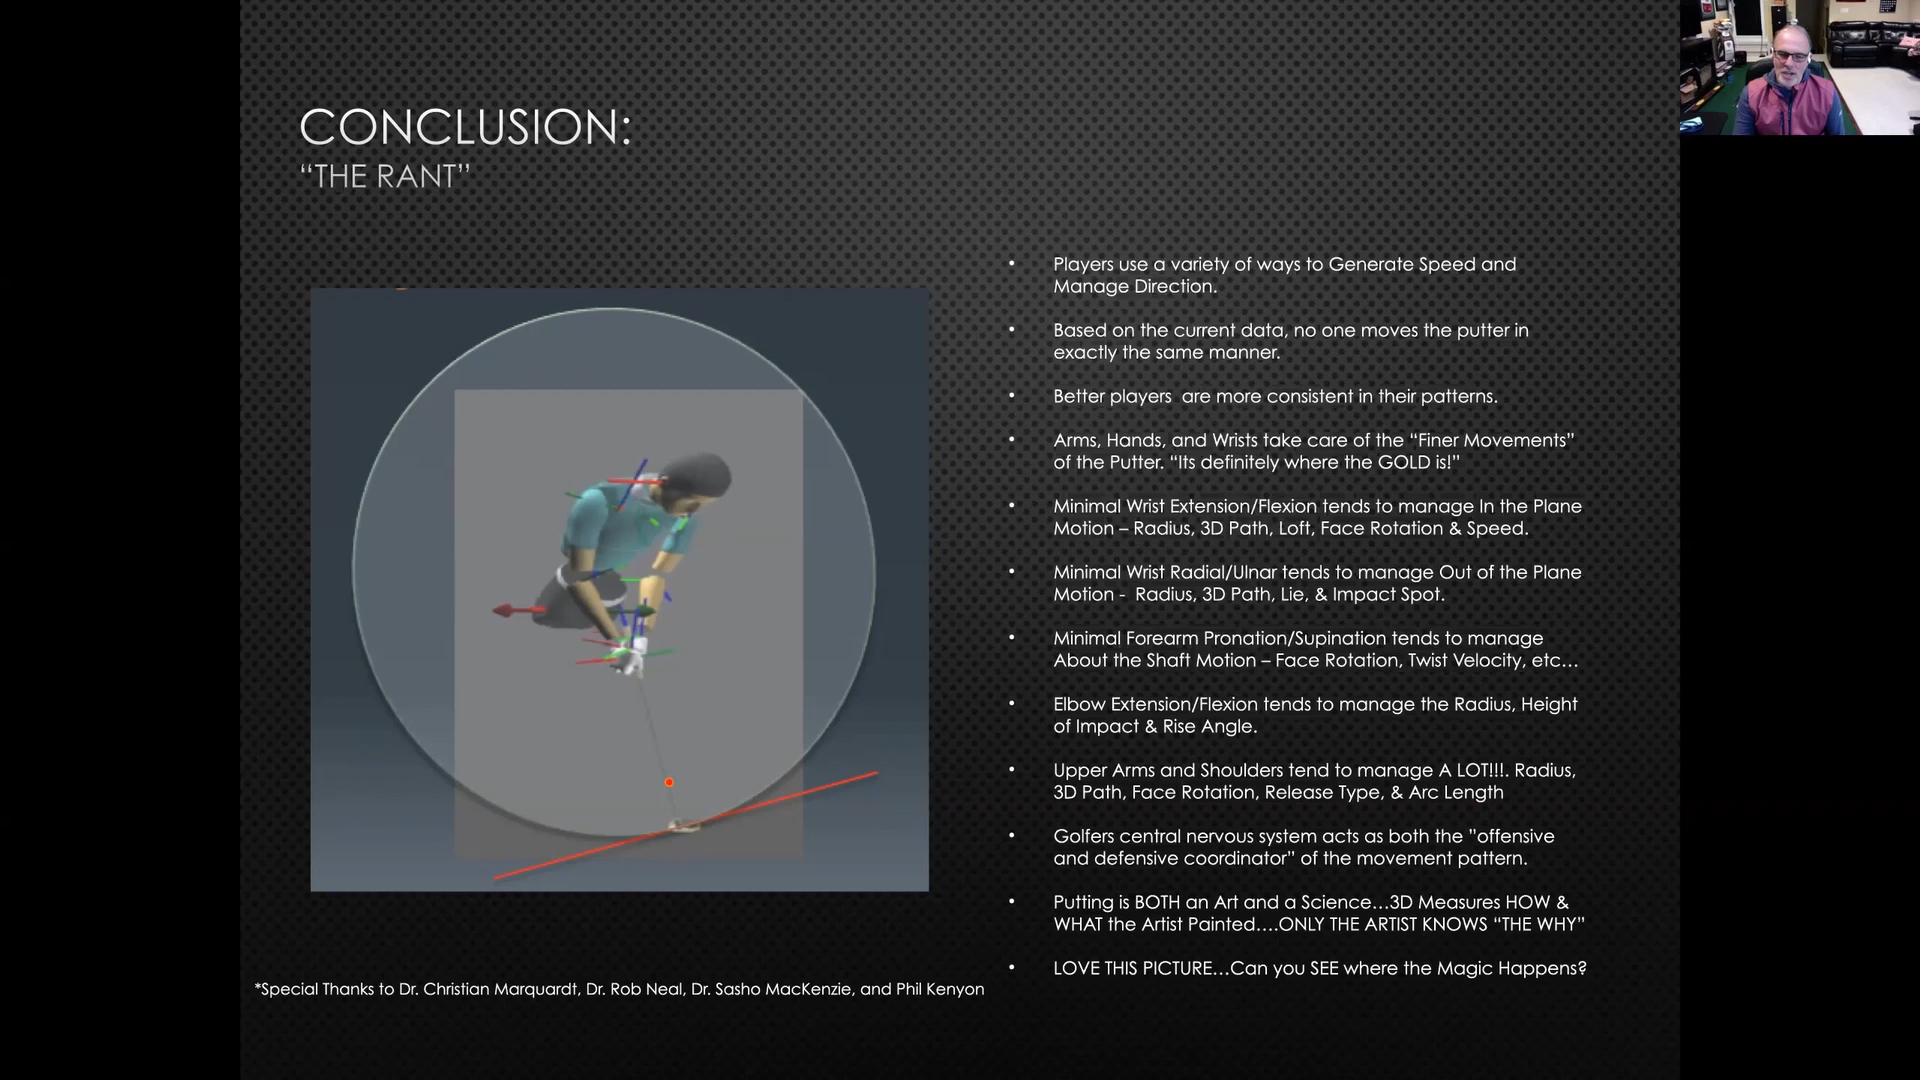 CONCLUSION:
“THE RANT”
• Players use a variety of ways to Generate Speed and
Manage Direction.
• Based on the current data, no one moves the putter in
exactly the same manner.
• Better players  are more consistent in their patterns.
• Arms, Hands, and Wrists take care of the “Finer Movements”
of the Putter. “Its definitely where the GOLD is!”
• Minimal Wrist Extension/Flexion tends to manage In the Plane
Motion – Radius, 3D Path, Loft, Face Rotation & Speed.
• Minimal Wrist Radial/Ulnar tends to manage Out of the Plane
Motion -  Radius, 3D Path, Lie, & Impact Spot.
• Minimal Forearm Pronation/Supination tends to manage
About the Shaft Motion – Face Rotation, Twist Velocity, etc…
• Elbow Extension/Flexion tends to manage the Radius, Height
of Impact & Rise Angle.
• Upper Arms and Shoulders tend to manage A LOT!!!. Radius,
3D Path, Face Rotation, Release Type, & Arc Length
• Golfers central nervous system acts as both the ”offensive
and defensive coordinator” of the movement pattern.
• Putting is BOTH an Art and a Science…3D Measures HOW &
WHAT the Artist Painted….ONLY THE ARTIST KNOWS “THE WHY”
• LOVE THIS PICTURE…Can you SEE where the Magic Happens?
*Special Thanks to Dr. Christian Marquardt, Dr. Rob Neal, Dr. Sasho MacKenzie, and Phil Kenyon